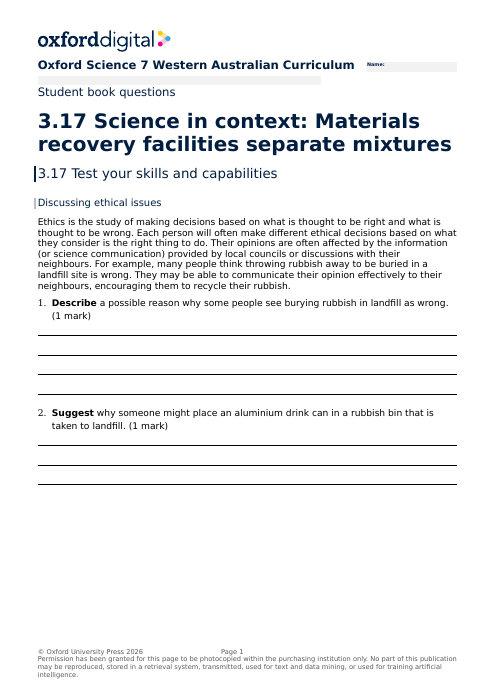 oxforddigital
Oxford Science 7 Western Australian Curriculum Name:
Student book questions
3.17 Science in context: Materials
recovery facilities separate mixtures
3.17 Test your skills and capabilities
Discussing ethical issues
Ethics is the study of making decisions based on what is thought to be right and what is
thought to be wrong. Each person will often make different ethical decisions based on what
they consider is the right thing to do. Their opinions are often affected by the information
(or science communication) provided by local councils or discussions with their
neighbours. For example, many people think throwing rubbish away to be buried in a
landfill site is wrong. They may be able to communicate their opinion effectively to their
neighbours, encouraging them to recycle their rubbish.
1. Describe a possible reason why some people see burying rubbish in landfill as wrong.
(1 mark)
2. Suggest why someone might place an aluminium drink can in a rubbish bin that is
taken to landfill. (1 mark)
© Oxford University Press 2026 Page 1
Permission has been granted for this page to be photocopied within the purchasing institution only. No part of this publication
may be reproduced, stored in a retrieval system, transmitted, used for text and data mining, or used for training artificial
intelligence.